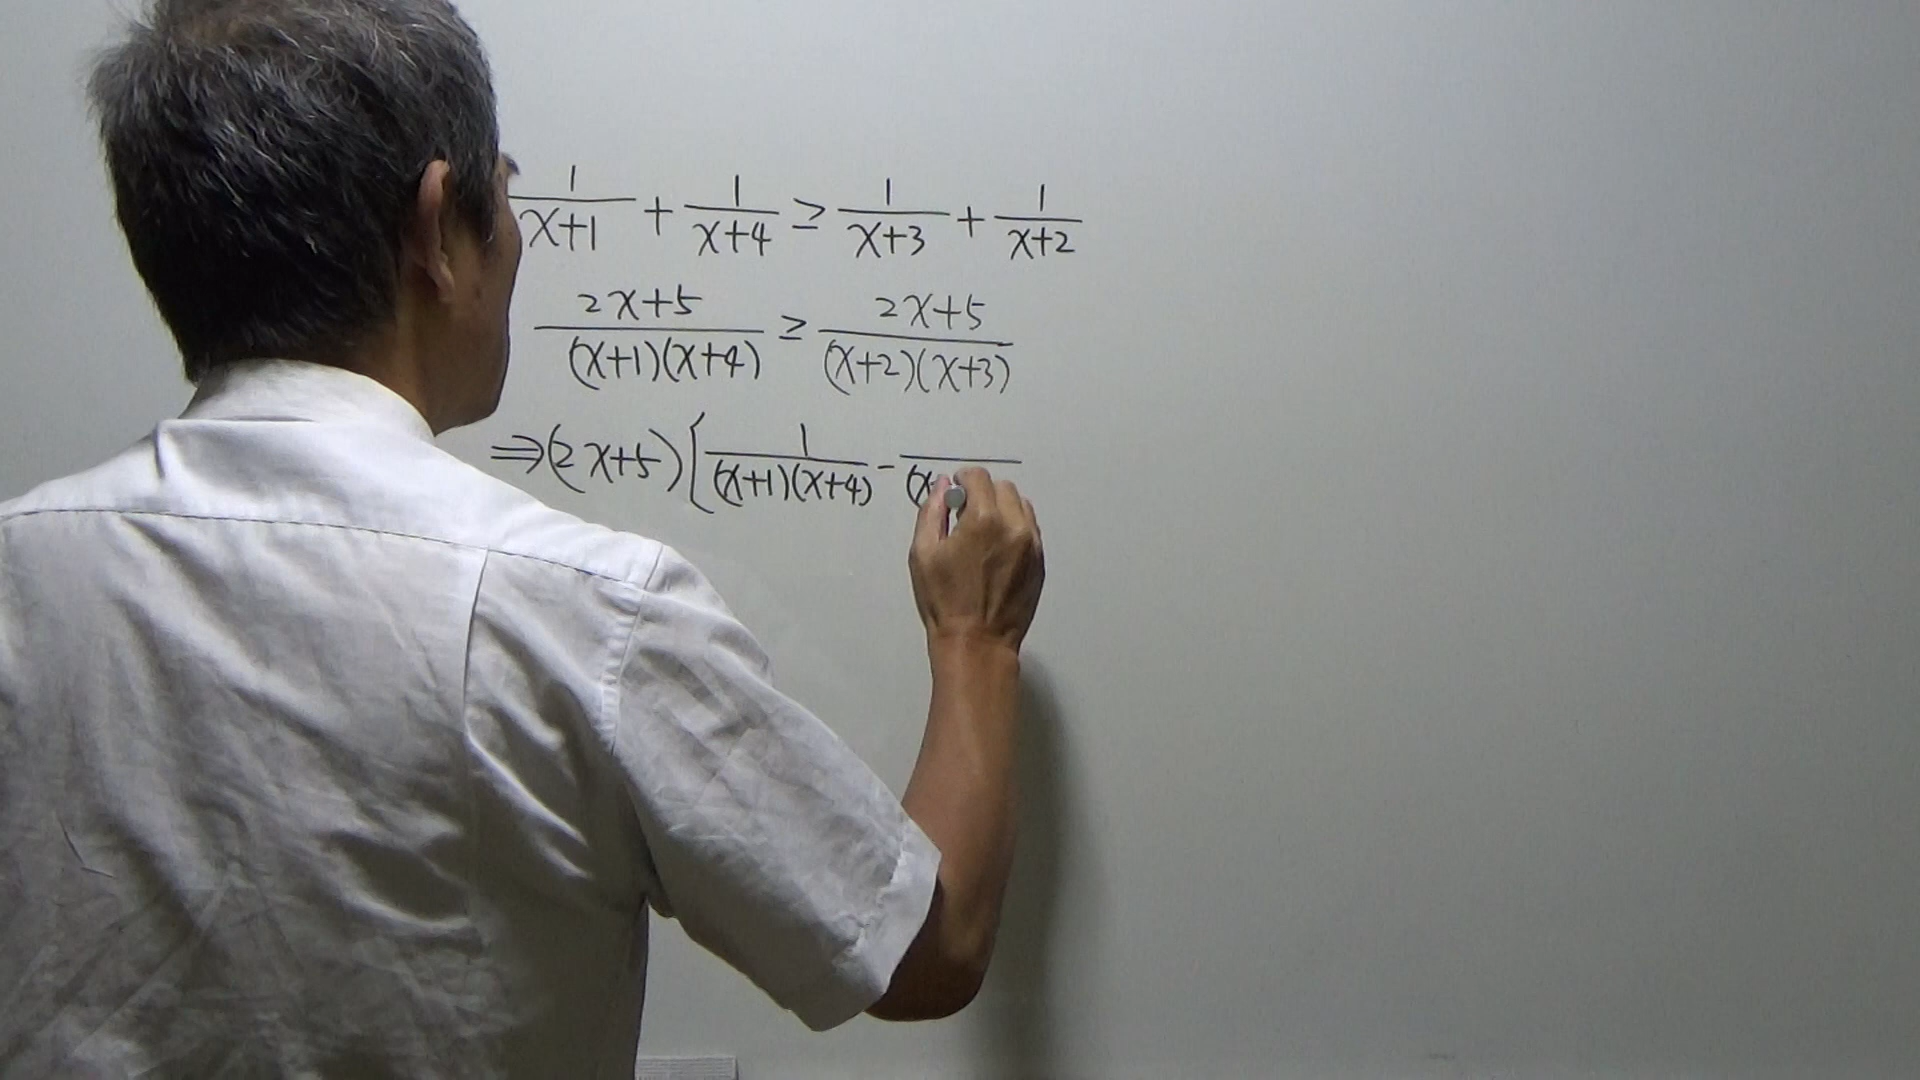 1/(x+1) + 1/(x+4) ≥ 1/(x+3) + 1/(x+2)
(2x+5)/((x+1)(x+4)) ≥ (2x+5)/((x+2)(x+3))
⇒(2x+5)[1/((x+1)(x+4)) - /(x+